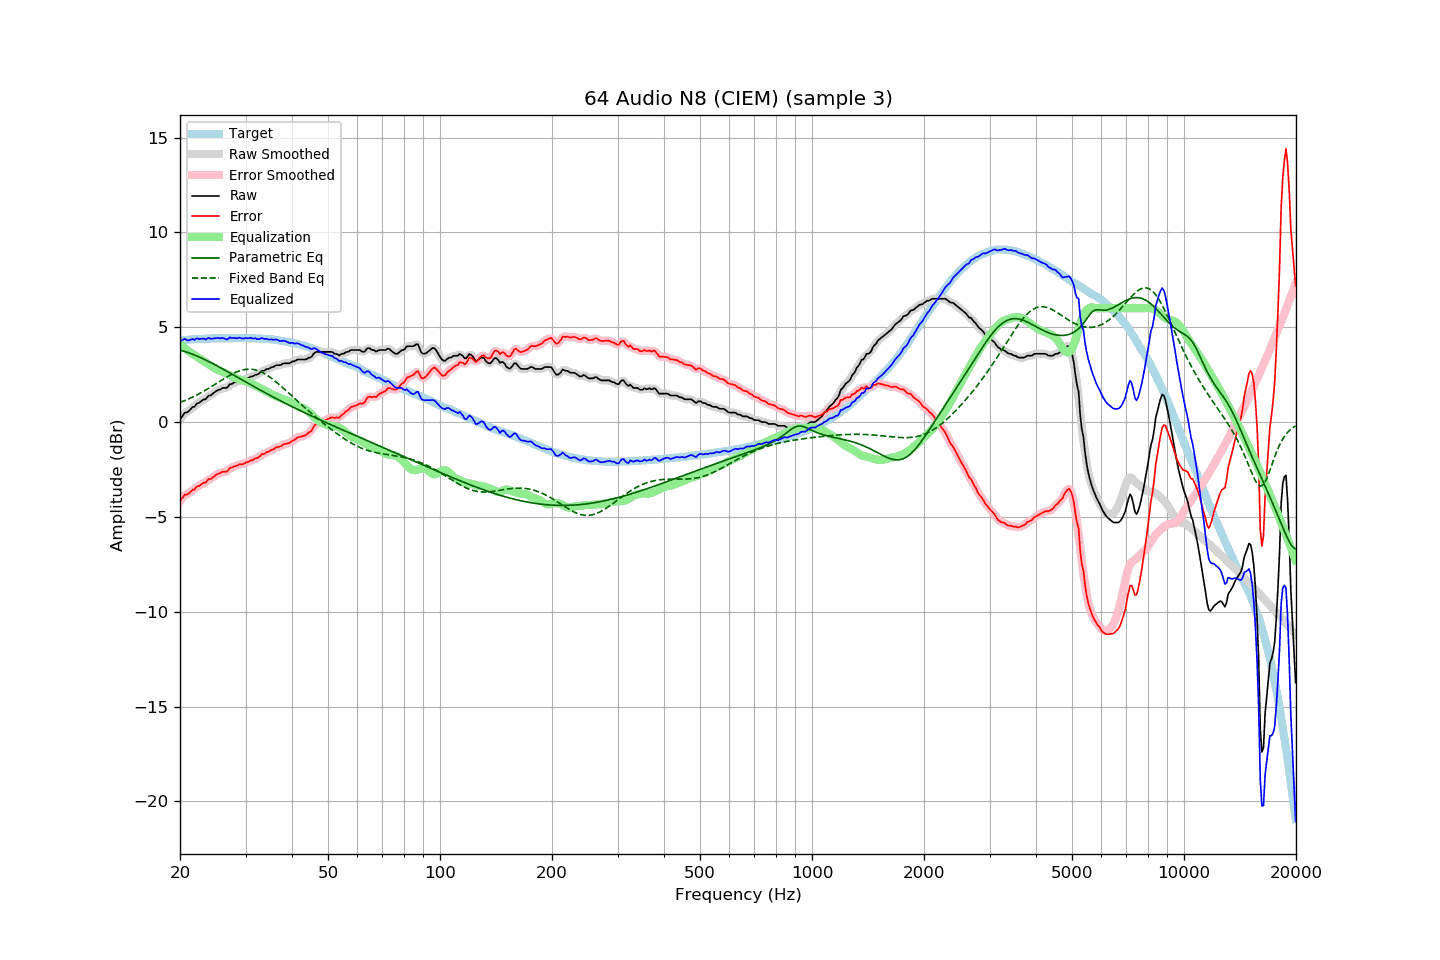 64 Audio N8 (CIEM) (sample 3)
Target
Raw Smoothed
Error Smoothed
Raw
Error
Equalization
Parametric Eq
Fixed Band Eq
Equalized
15
10
5
0
−5
−10
−15
−20
Amplitude (dBr)
20 50 100 200 500 1000 2000 5000 10000 20000
Frequency (Hz)